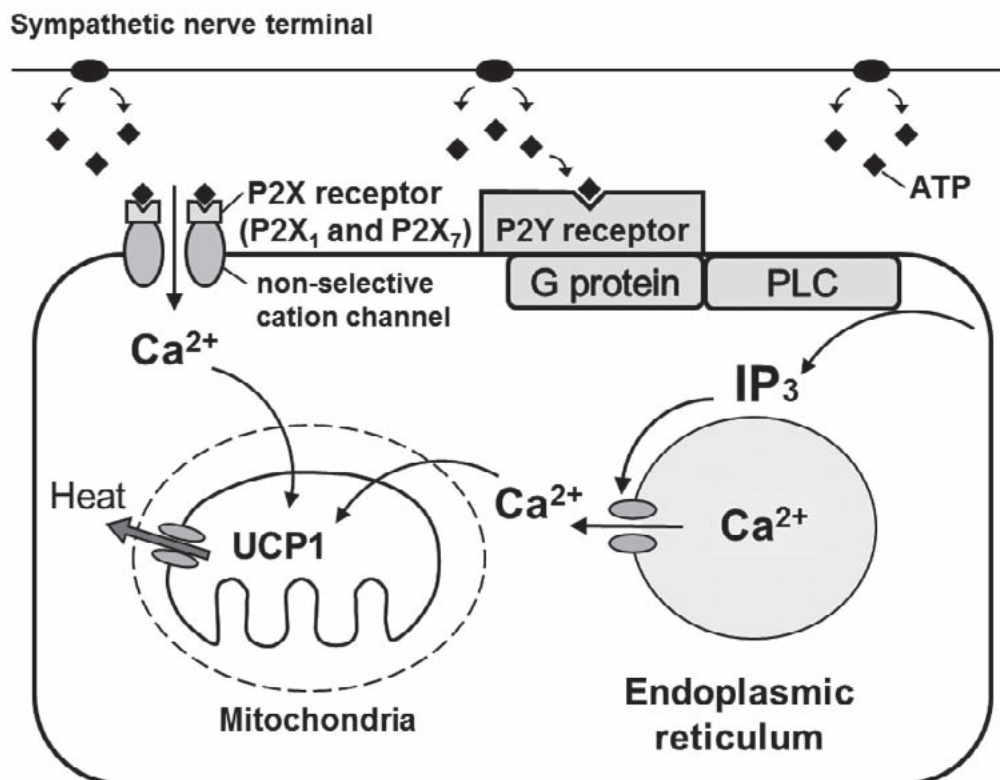 Sympathetic nerve terminal
ATP
P2X receptor
(P2X₁ and P2X₇)
P2Y receptor
non-selective
cation channel
G protein
PLC
Ca²⁺
IP₃
Heat
UCP1
Ca²⁺
Ca²⁺
Mitochondria
Endoplasmic
reticulum